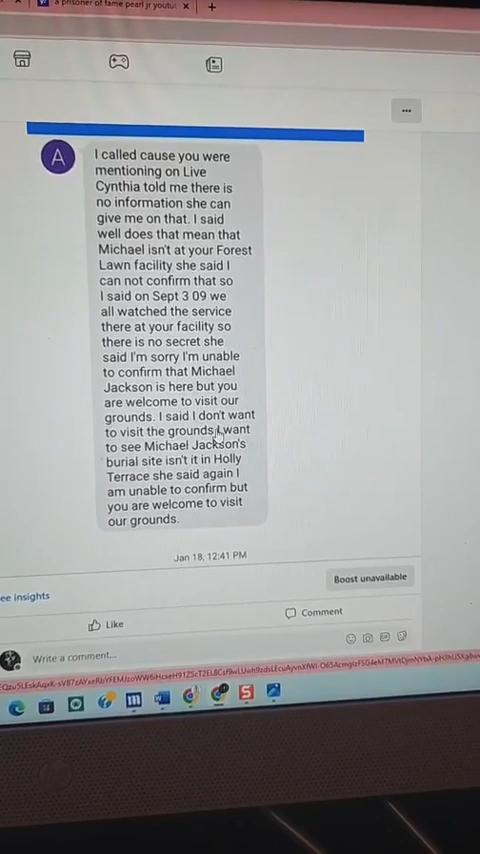 a prisoner of fame pearl jr youtu
A
I called cause you were
mentioning on Live
Cynthia told me there is
no information she can
give me on that. I said
well does that mean that
Michael isn't at your Forest
Lawn facility she said I
can not confirm that so
I said on Sept 3 09 we
all watched the service
there at your facility so
there is no secret she
said I'm sorry I'm unable
to confirm that Michael
Jackson is here but you
are welcome to visit our
grounds. I said I don't want
to visit the grounds I want
to see Michael Jackson's
burial site isn't it in Holly
Terrace she said again I
am unable to confirm but
you are welcome to visit
our grounds.
Jan 18, 12:41 PM
ee insights
Boost unavailable
Like
Comment
Write a comment...